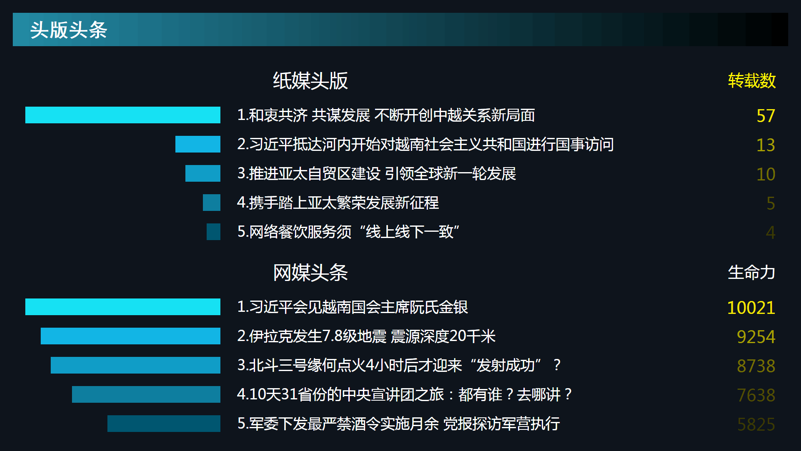 头版头条
纸媒头版 转载数
1.和衷共济 共谋发展 不断开创中越关系新局面 57
2.习近平抵达河内开始对越南社会主义共和国进行国事访问 13
3.推进亚太自贸区建设 引领全球新一轮发展 10
4.携手踏上亚太繁荣发展新征程 5
5.网络餐饮服务须“线上线下一致” 4
网媒头条 生命力
1.习近平会见越南国会主席阮氏金银 10021
2.伊拉克发生7.8级地震 震源深度20千米 9254
3.北斗三号缘何点火4小时后才迎来“发射成功”？ 8738
4.10天31省份的中央宣讲团之旅：都有谁？去哪讲？ 7638
5.军委下发最严禁酒令实施月余 党报探访军营执行 5825